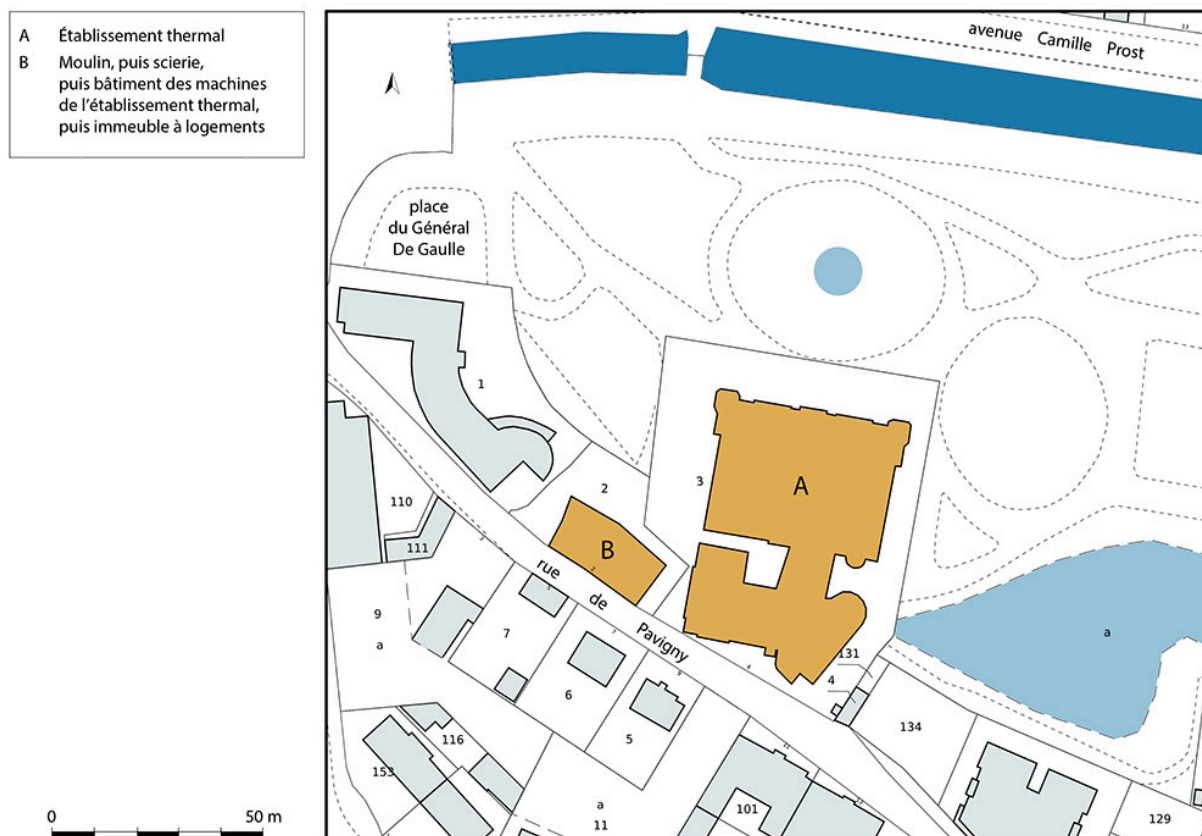 A Établissement thermal
B Moulin, puis scierie,
puis bâtiment des machines
de l'établissement thermal,
puis immeuble à logements
0 50 m
avenue Camille Prost
place
du Général
De Gaulle
1
2
3
A
B
110
111
rue de Pavigny
2
9
a
7
6
5
4
131
4
134
a
116
153
a
11
101
129